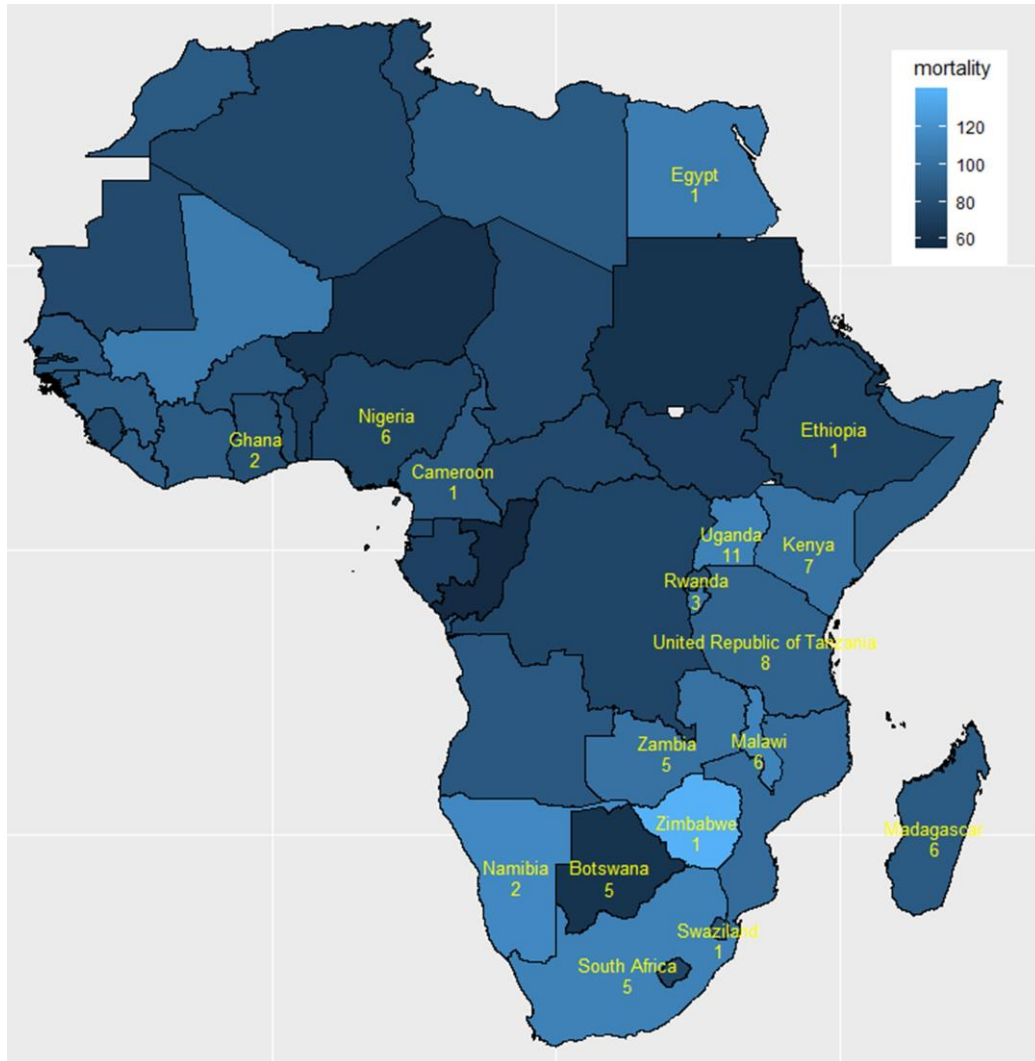 mortality
120
100
80
60
Egypt
1
Nigeria
6
Ghana
2
Ethiopia
1
Cameroon
1
Uganda
11
Kenya
7
Rwanda
3
United Republic of Tanzania
8
Zambia
5
Malawi
6
Zimbabwe
1
Madagascar
6
Namibia
2
Botswana
5
Swaziland
1
South Africa
5